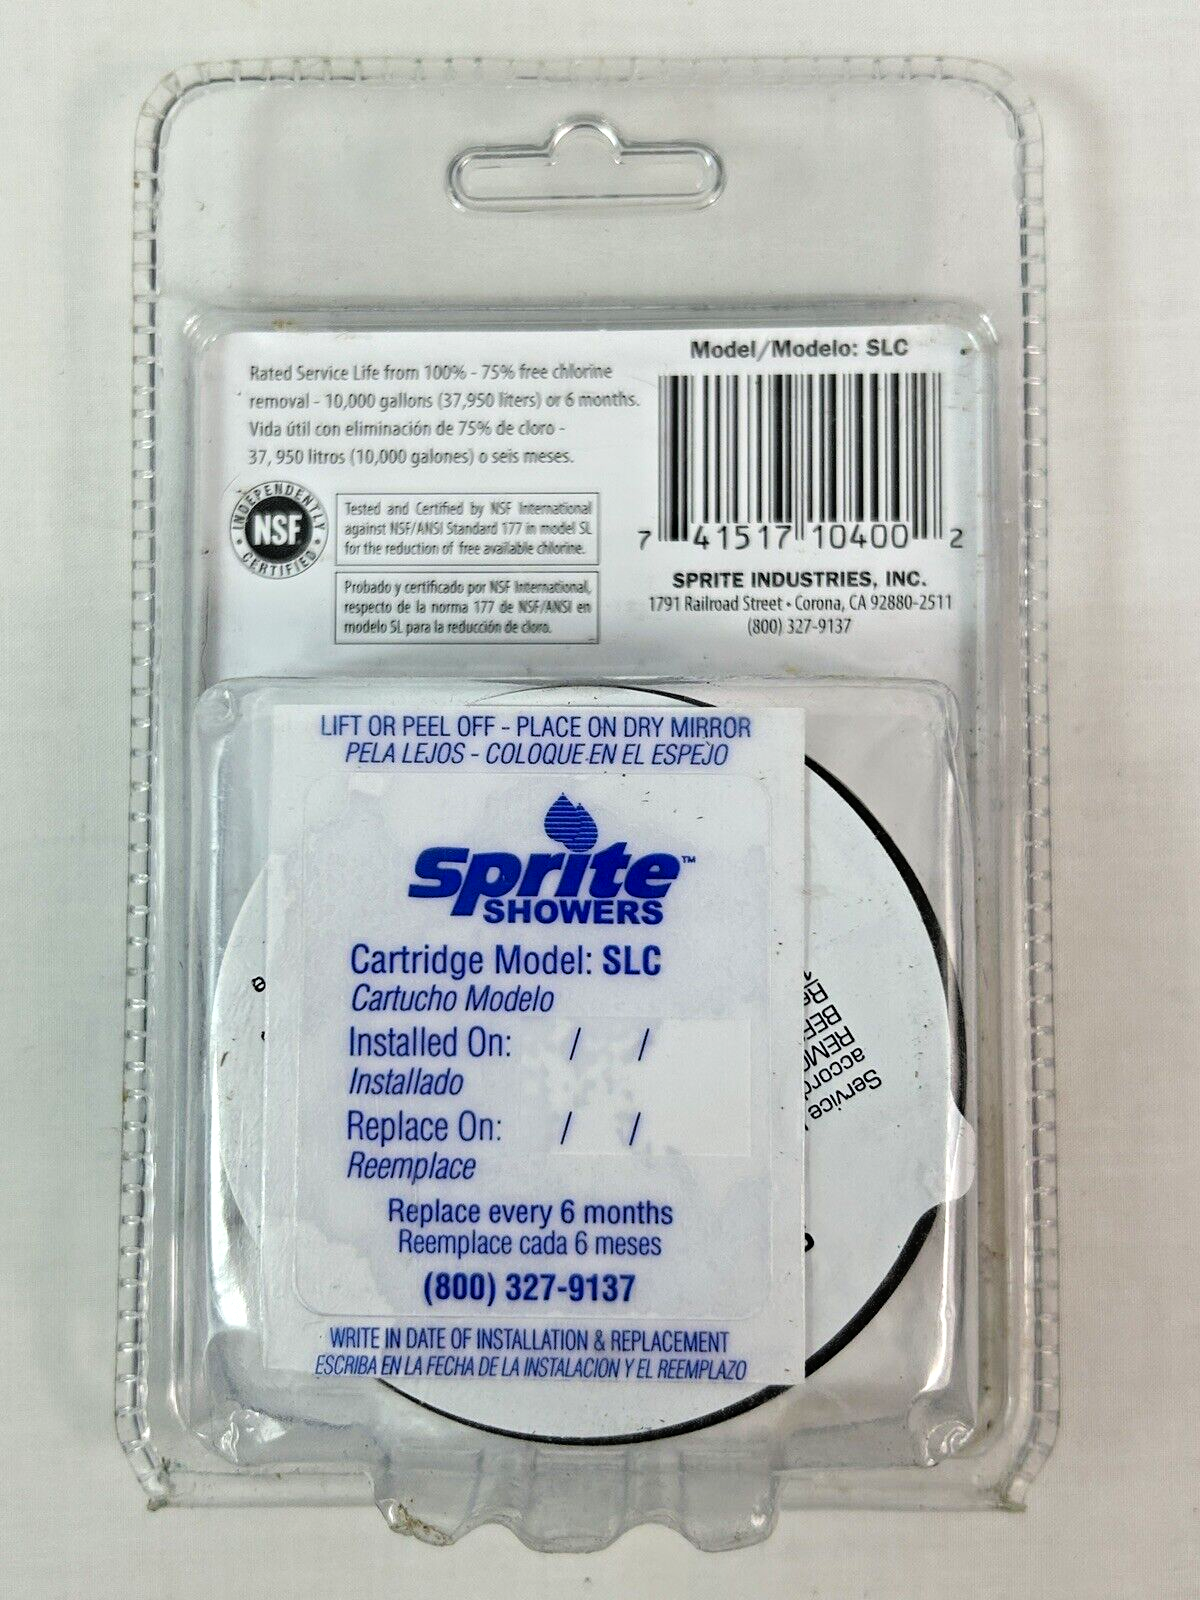 Rated Service Life from 100% - 75% free chlorine
removal - 10,000 gallons (37,950 liters) or 6 months.
Vida útil con eliminación de 75% de cloro -
37, 950 litros (10,000 galones) o seis meses.
INDEPENDENTLY
NSF
CERTIFIED
Tested and Certified by NSF International
against NSF/ANSI Standard 177 in model SL
for the reduction of free available chlorine.
Probado y certificado por NSF International,
respecto de la norma 177 de NSF/ANSI en
modelo SL para la reducción de cloro.
Model/Modelo: SLC
7 41517 10400 2
SPRITE INDUSTRIES, INC.
1791 Railroad Street • Corona, CA 92880-2511
(800) 327-9137
LIFT OR PEEL OFF - PLACE ON DRY MIRROR
PELA LEJOS - COLOQUE EN EL ESPEJO
Sprite™
SHOWERS
Cartridge Model: SLC
Cartucho Modelo
Installed On: / /
Installado
Replace On: / /
Reemplace
Replace every 6 months
Reemplace cada 6 meses
(800) 327-9137
WRITE IN DATE OF INSTALLATION & REPLACEMENT
ESCRIBA EN LA FECHA DE LA INSTALACION Y EL REEMPLAZO
Service